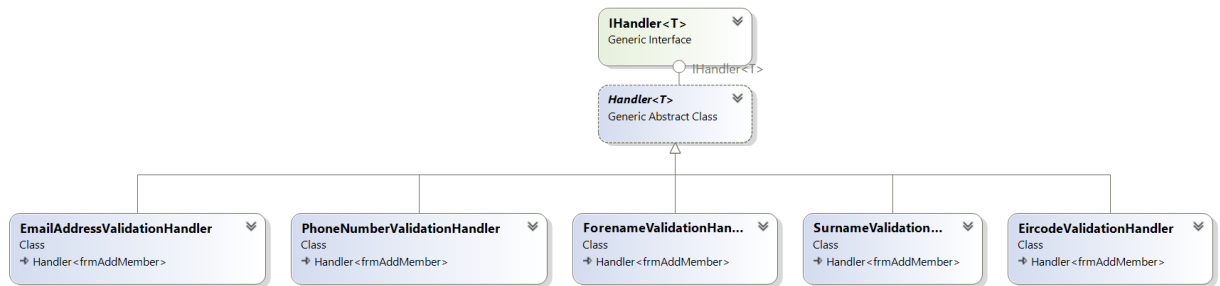 IHandler<T>
Generic Interface
IHandler<T>
Handler<T>
Generic Abstract Class
EmailAddressValidationHandler
Class
Handler<frmAddMember>
PhoneNumberValidationHandler
Class
Handler<frmAddMember>
ForenameValidationHan...
Class
Handler<frmAddMember>
SurnameValidation...
Class
Handler<frmAddMember>
EircodeValidationHandler
Class
Handler<frmAddMember>